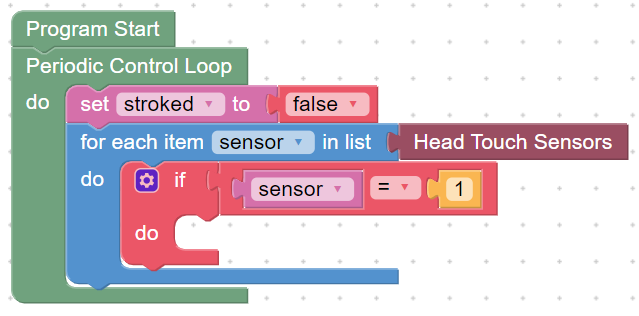 Program Start
Periodic Control Loop
do set stroked to false
for each item sensor in list Head Touch Sensors
do if sensor = 1
do